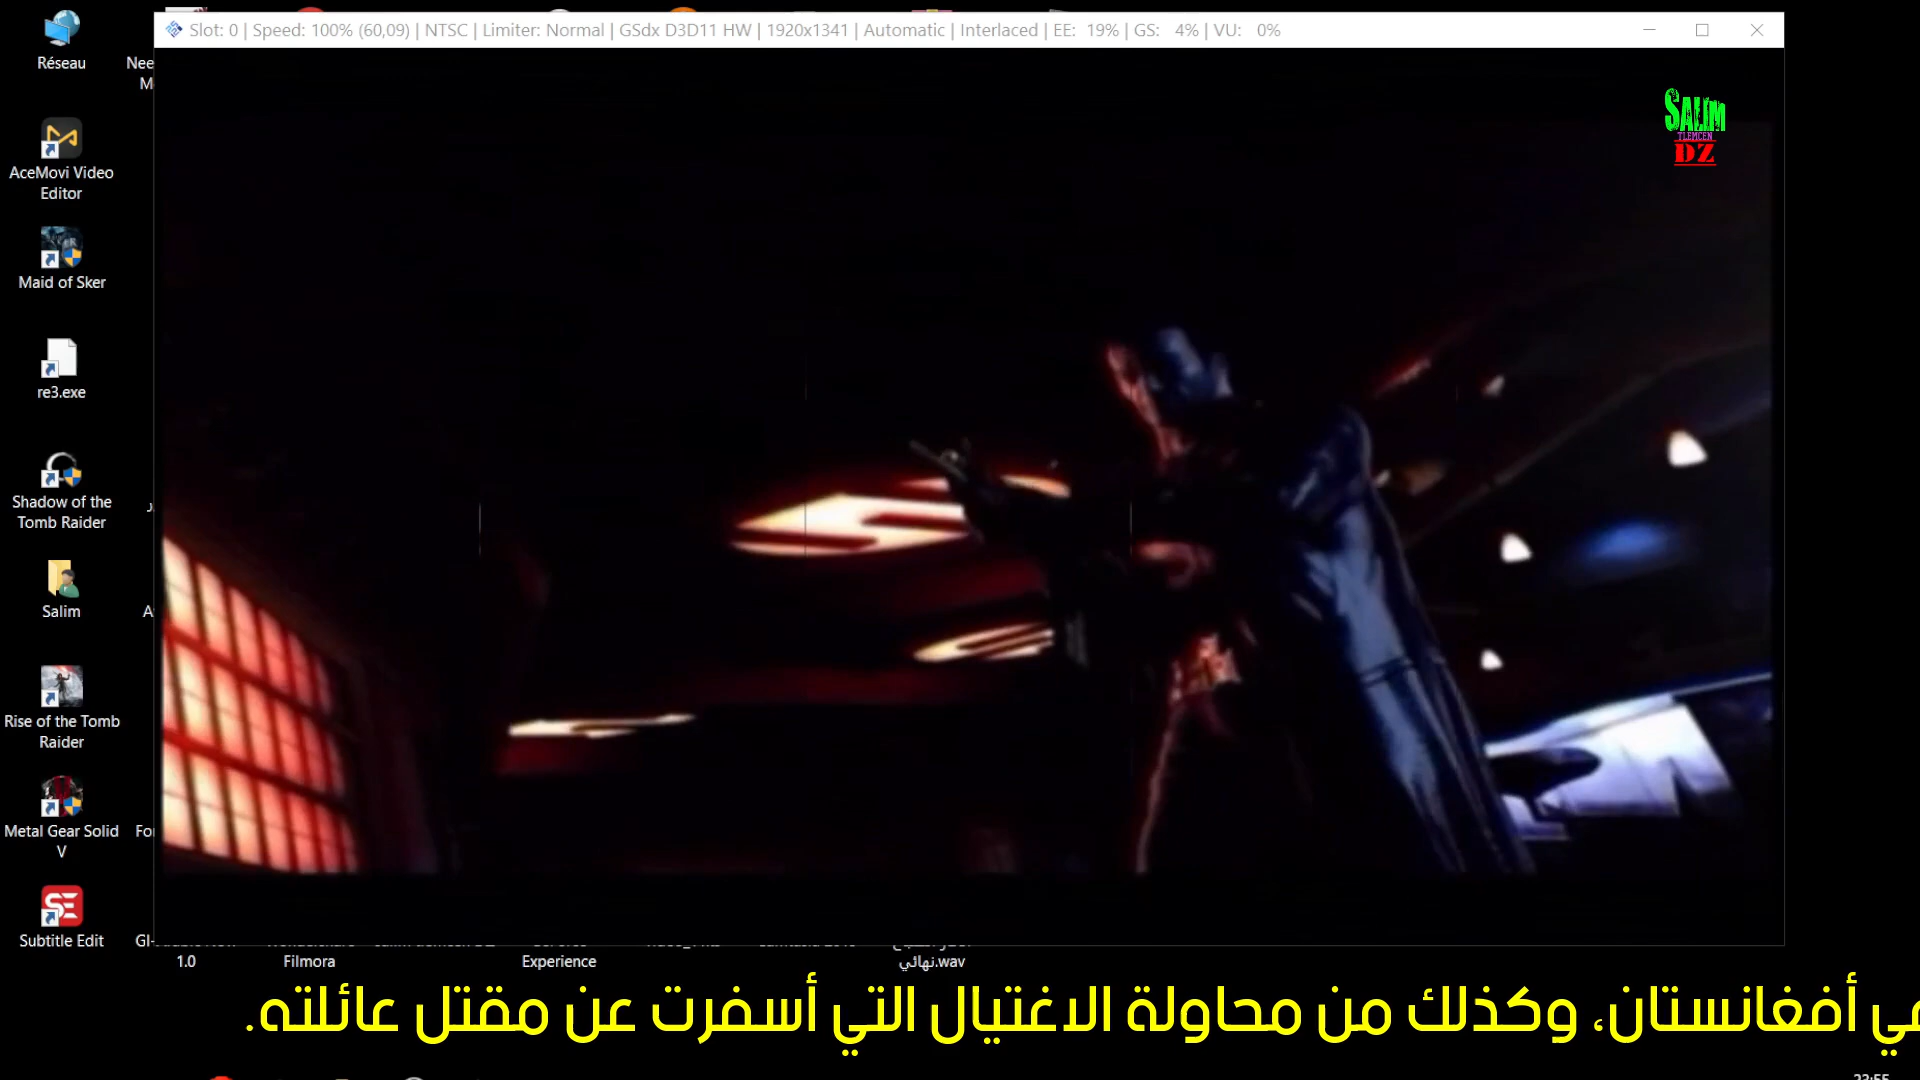 Slot: 0 | Speed: 100% (60,09) | NTSC | Limiter: Normal | GSdx D3D11 HW | 1920x1341 | Automatic | Interlaced | EE: 19% | GS: 4% | VU: 0%
SALIM
TLEMCEN
DZ
Réseau
Nee
M
AceMovi Video
Editor
Maid of Sker
re3.exe
Shadow of the
Tomb Raider
Salim
Rise of the Tomb
Raider
Metal Gear Solid
V
For
Subtitle Edit
1.0
Filmora
Experience
نهائي.wav
أفغانستان، وكذلك من محاولة الاغتيال التي أسفرت عن مقتل عائلته.